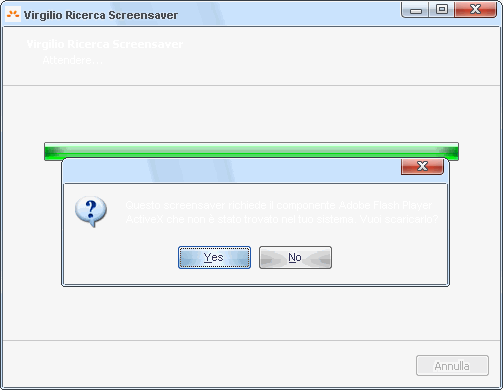 Virgilio Ricerca Screensaver
Virgilio Ricerca Screensaver
Attendere...
Questo screensaver richiede il componente Adobe Flash Player
ActiveX che non è stato trovato nel tuo sistema. Vuoi scaricarlo?
Yes
No
Annulla